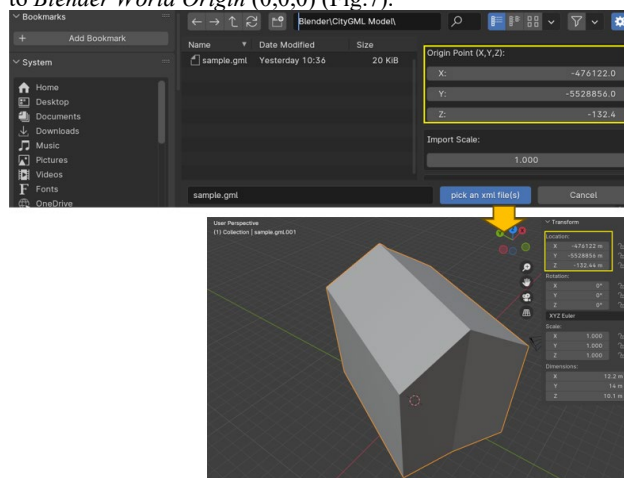 to Blender World Origin (0,0,0) (Fig.7).
Bookmarks
Blender\CityGML Model\
+ Add Bookmark
Name Date Modified Size
sample.gml Yesterday 10:36 20 KiB
System
Home
Desktop
Documents
Downloads
Music
Pictures
Videos
Fonts
OneDrive
Origin Point (X,Y,Z):
X: -476122.0
Y: -5528856.0
Z: -132.4
Import Scale:
1.000
sample.gml pick an xml file(s) Cancel
User Perspective
(1) Collection | sample.gml.001
Transform
Location:
X -476122 m
Y -5528856 m
Z -132.44 m
Rotation:
X 0°
Y 0°
Z 0°
XYZ Euler
Scale:
X 1.000
Y 1.000
Z 1.000
Dimensions:
X 12.2 m
Y 14 m
Z 10.1 m